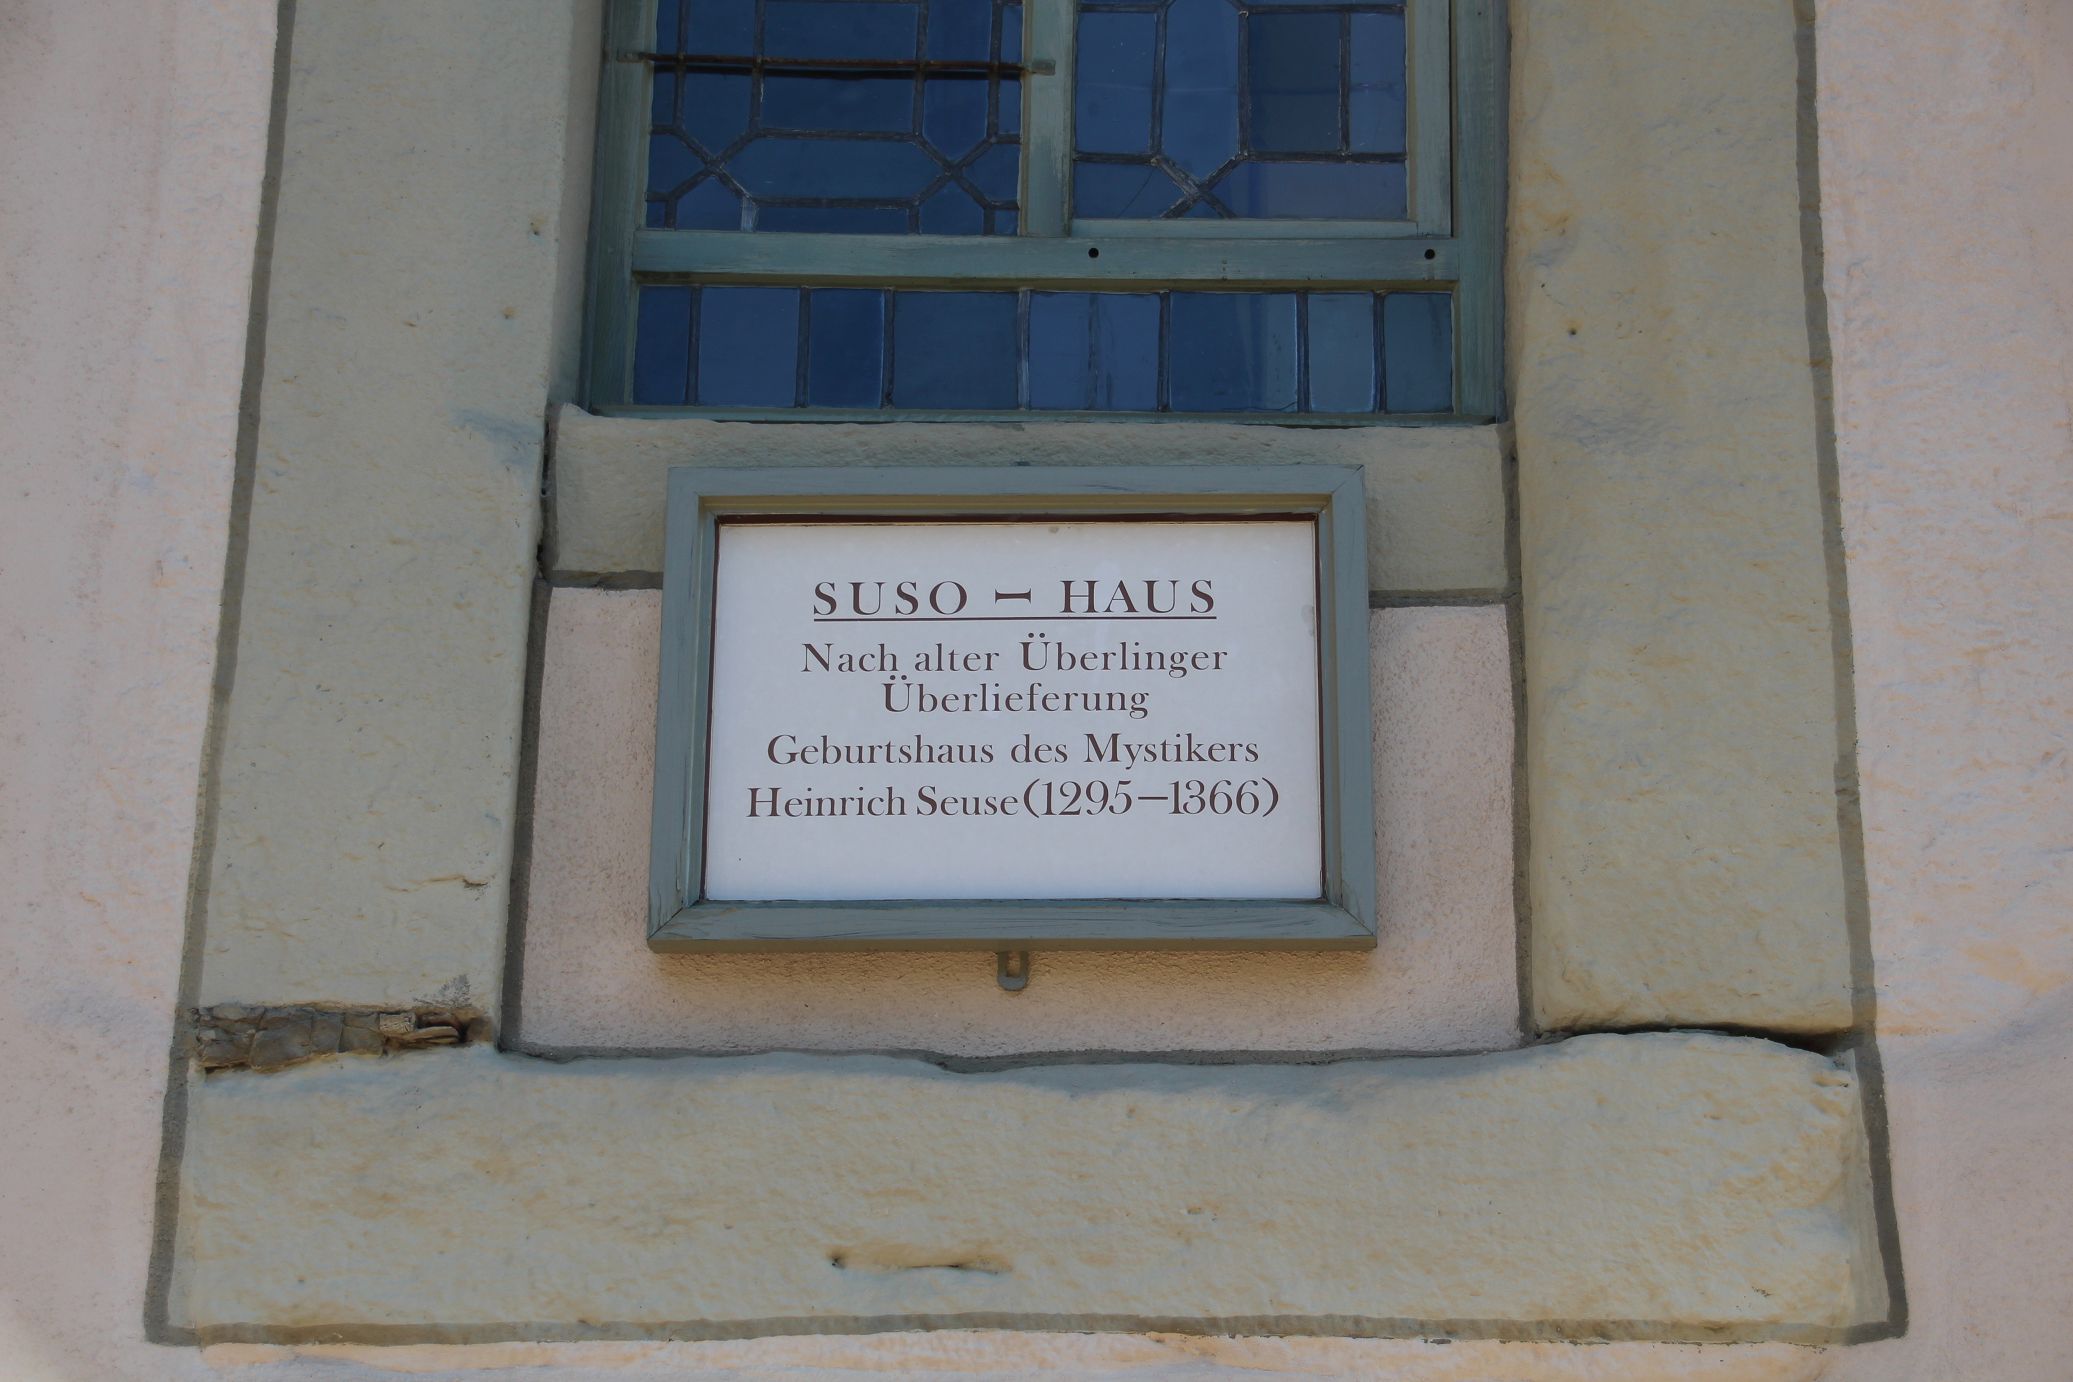 SUSO – HAUS
Nach alter Überlinger
Überlieferung
Geburtshaus des Mystikers
Heinrich Seuse (1295–1366)